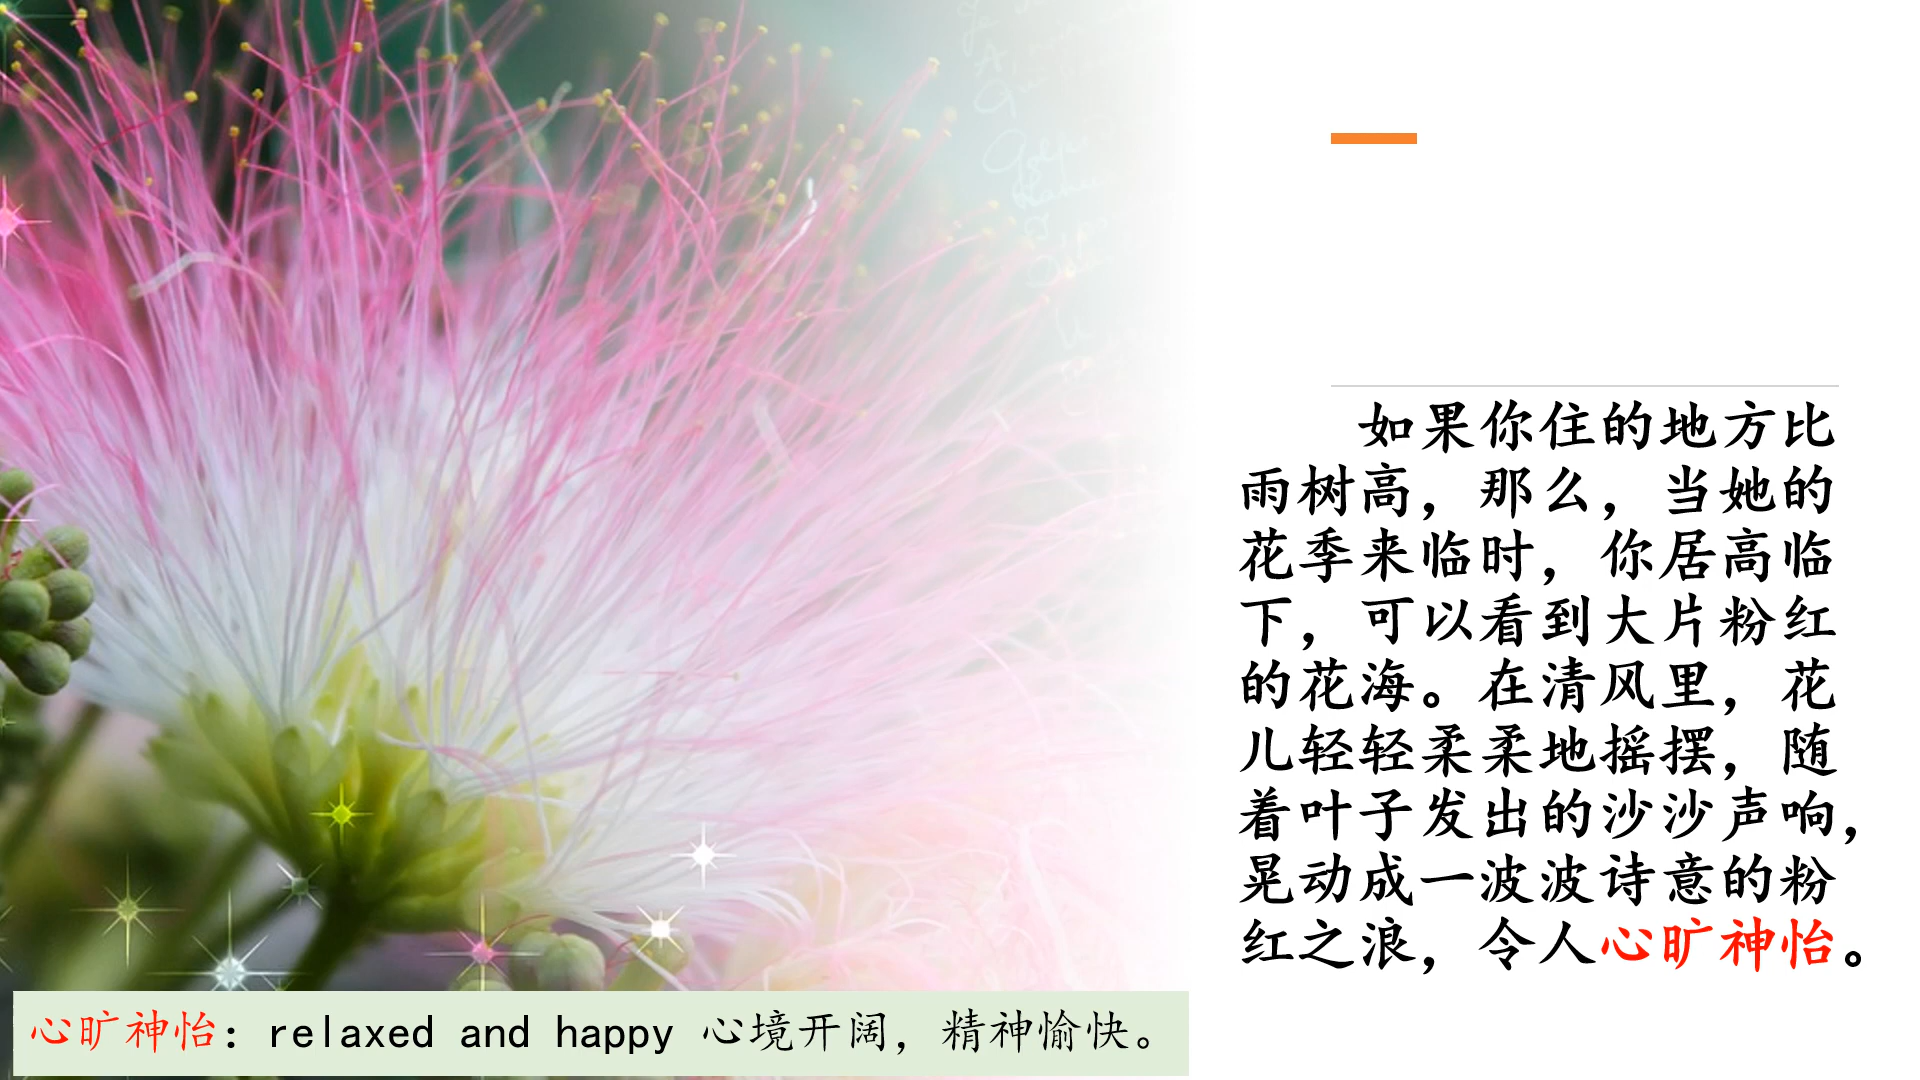 如果你住的地方比
雨树高，那么，当她的
花季来临时，你居高临
下，可以看到大片粉红
的花海。在清风里，花
儿轻轻柔柔地摇摆，随
着叶子发出的沙沙声响，
晃动成一波波诗意的粉
红之浪，令人心旷神怡。
心旷神怡：relaxed and happy 心境开阔，精神愉快。